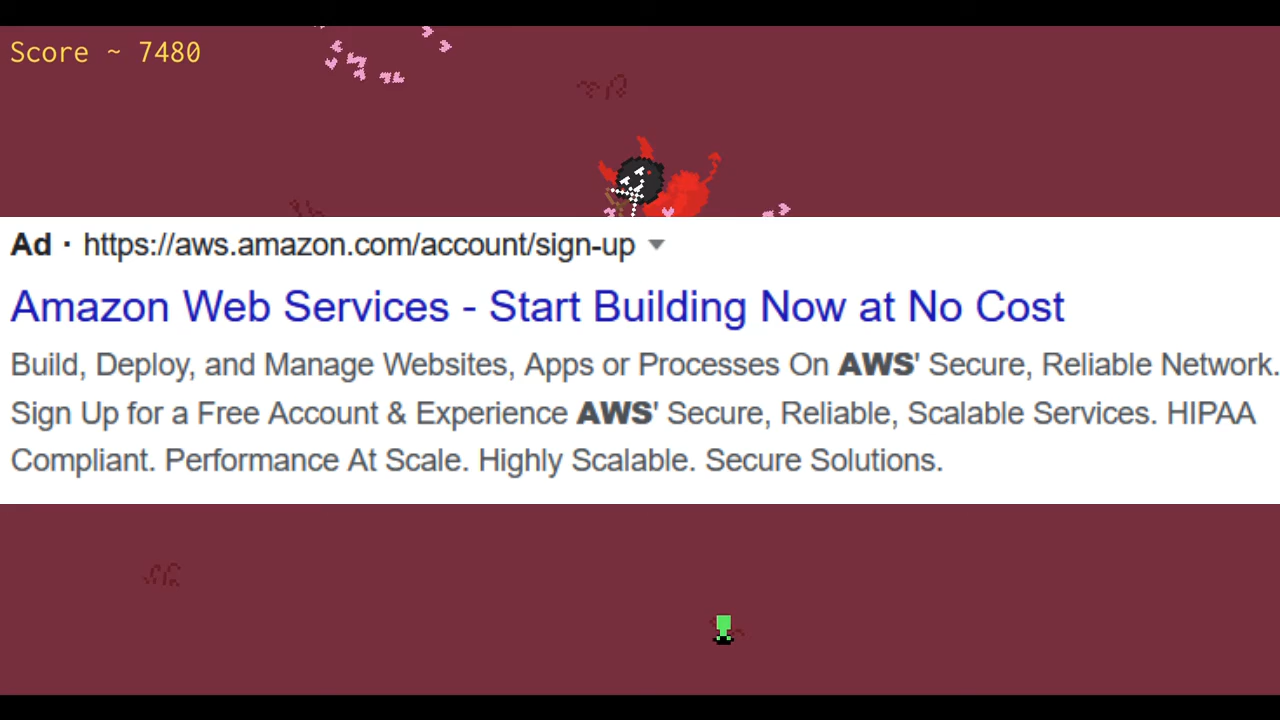 Score ~ 7480
Ad · https://aws.amazon.com/account/sign-up
Amazon Web Services - Start Building Now at No Cost
Build, Deploy, and Manage Websites, Apps or Processes On AWS' Secure, Reliable Network.
Sign Up for a Free Account & Experience AWS' Secure, Reliable, Scalable Services. HIPAA
Compliant. Performance At Scale. Highly Scalable. Secure Solutions.